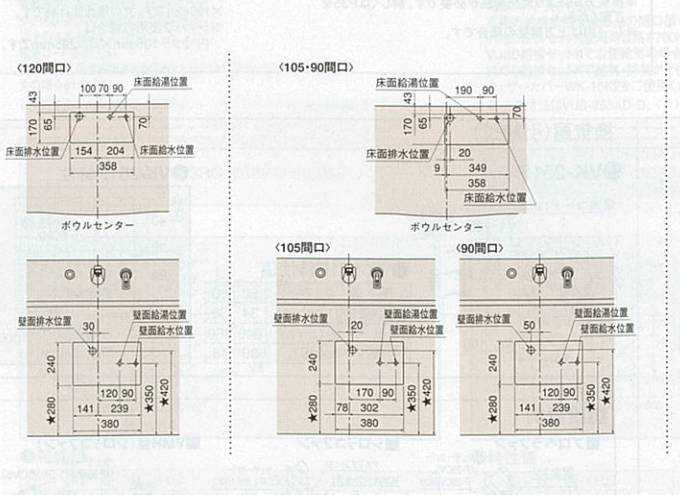 〈120間口〉
床面給湯位置
100 70 90
43
170
65
70
床面排水位置
154
204
床面給水位置
358
ボウルセンター
〈105・90間口〉
床面給湯位置
190 90
43
170
65
70
床面排水位置
20
9
349
358
床面給水位置
ボウルセンター
壁面給湯位置
壁面排水位置
壁面給水位置
30
240
120 90
141
239
380
★280
★350
★420
〈105間口〉
壁面給湯位置
壁面排水位置
壁面給水位置
20
240
170 90
78
302
380
★280
★350
★420
〈90間口〉
壁面給湯位置
壁面排水位置
壁面給水位置
50
240
120 90
141
239
380
★280
★350
★420